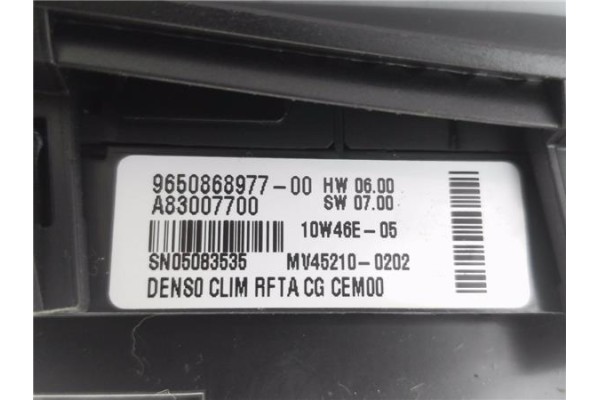 9650868977-00 HW 06.00
A83007700 SW 07.00
10W46E-05
SN05083535 MV45210-0202
DENSO CLIM RFTA CG CEM00